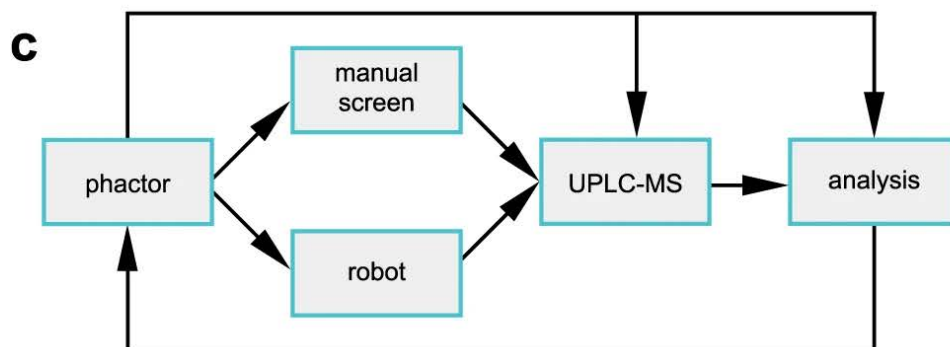 c
manual
screen
phactor
UPLC-MS
analysis
robot